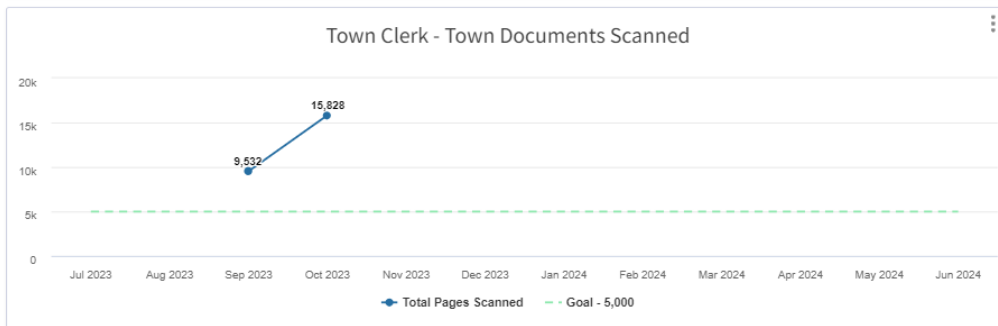 Town Clerk - Town Documents Scanned
20k
15k
10k
5k
0
15,828
9,532
Jul 2023 Aug 2023 Sep 2023 Oct 2023 Nov 2023 Dec 2023 Jan 2024 Feb 2024 Mar 2024 Apr 2024 May 2024 Jun 2024
Total Pages Scanned Goal - 5,000